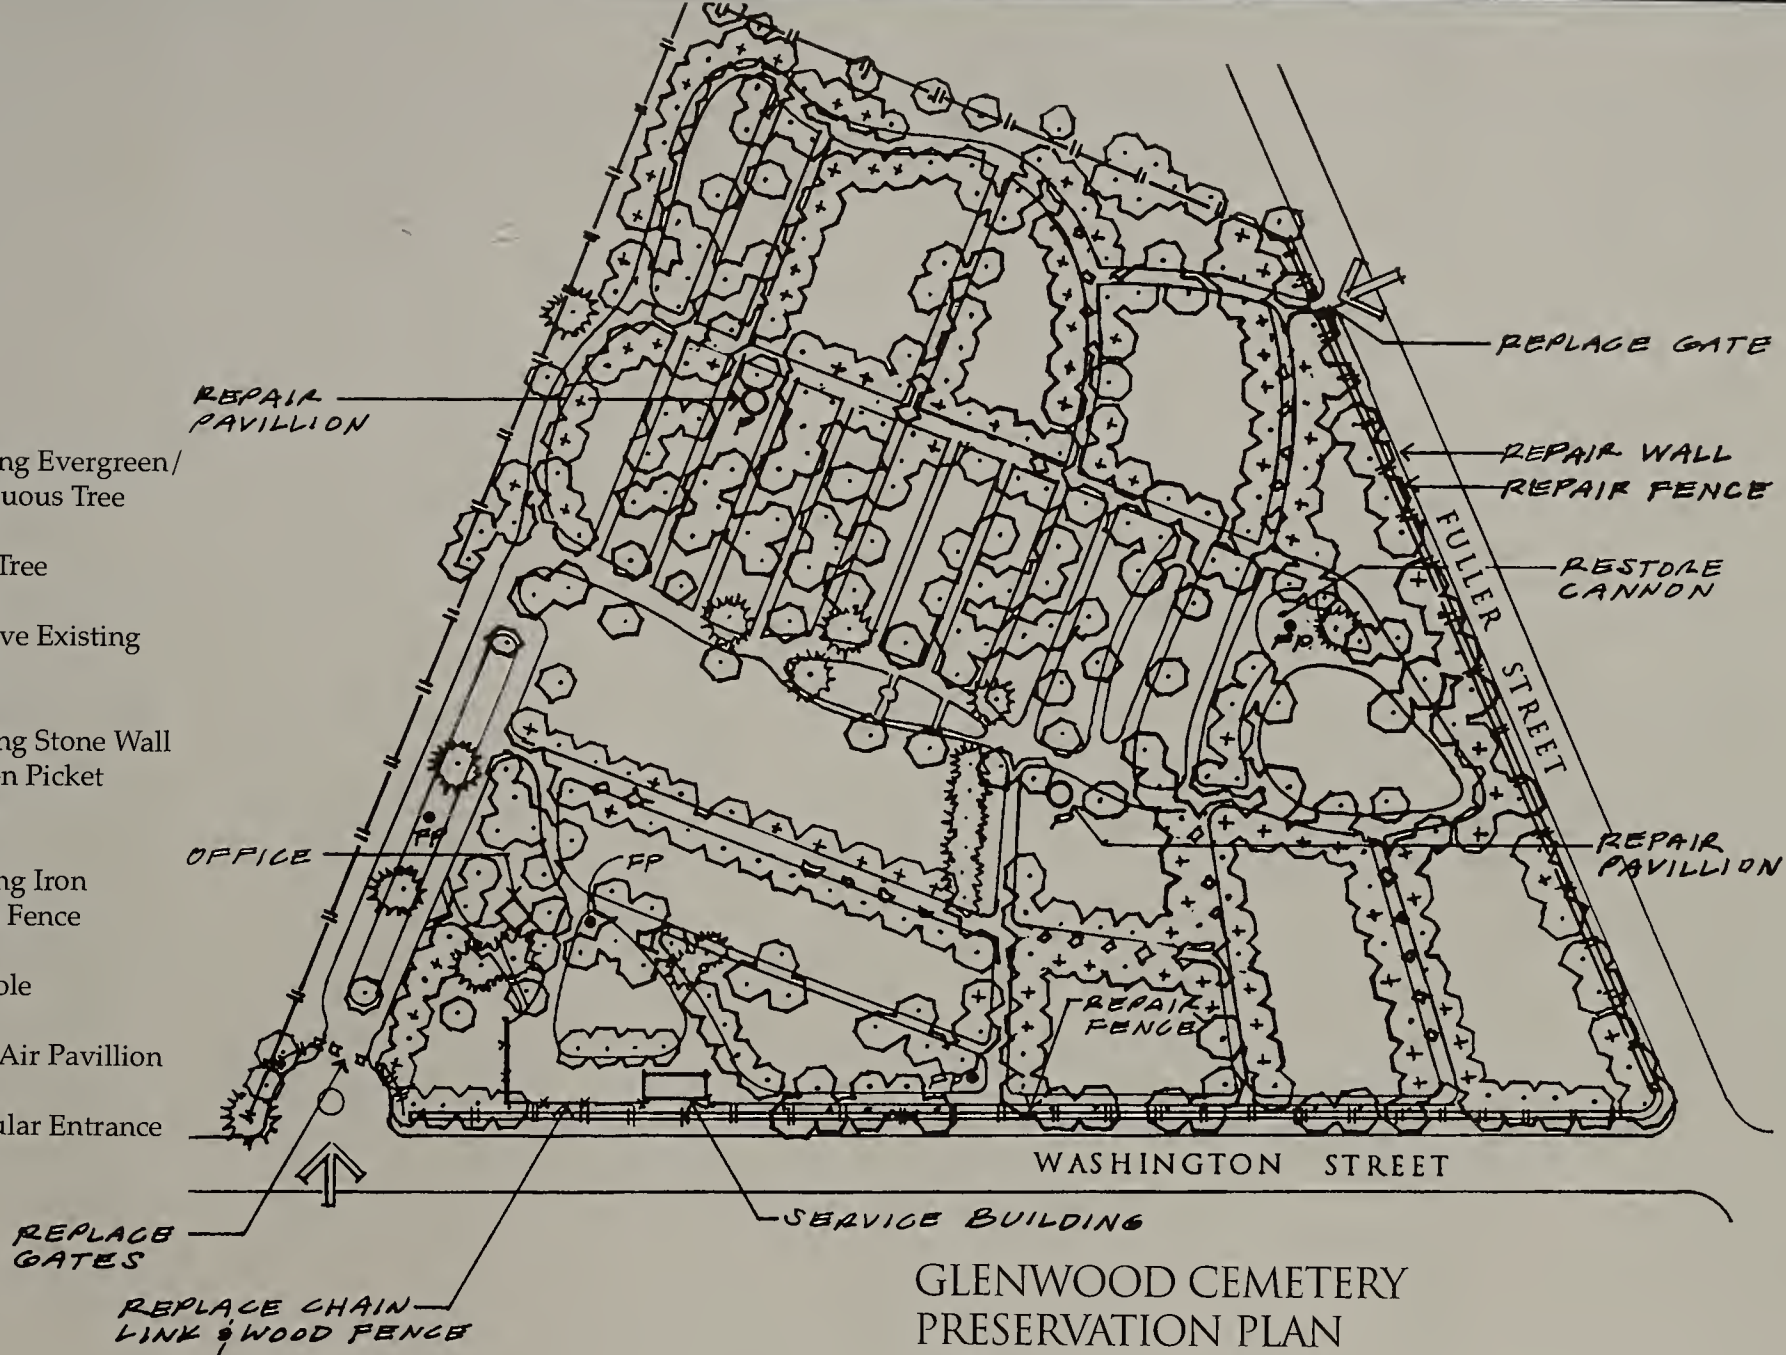 REPLACE GATE
REPAIR
PAVILLION
REPAIR WALL
REPAIR FENCE
ng Evergreen/
uous Tree
FULLER STREET
RESTORE
CANNON
Tree
FP
ve Existing
ng Stone Wall
n Picket
FP
OFFICE
FP
REPAIR
PAVILLION
ng Iron
Fence
ole
REPAIR
FENCE
Air Pavillion
FP
ular Entrance
WASHINGTON STREET
REPLACE
GATES
SERVICE BUILDING
REPLACE CHAIN
LINK & WOOD FENCE
GLENWOOD CEMETERY
PRESERVATION PLAN